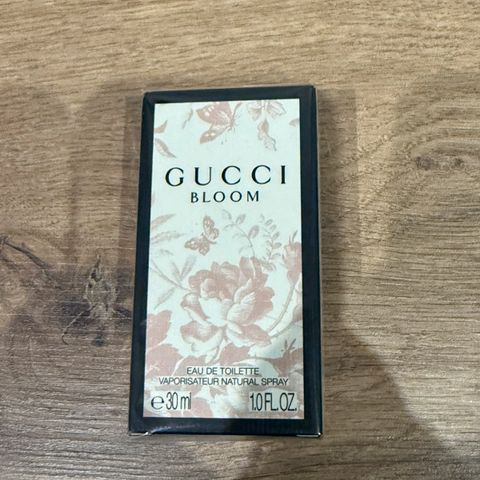 GUCCI
BLOOM
EAU DE TOILETTE
VAPORISATEUR NATURAL SPRAY
e 30 ml 1.0 FL.OZ.